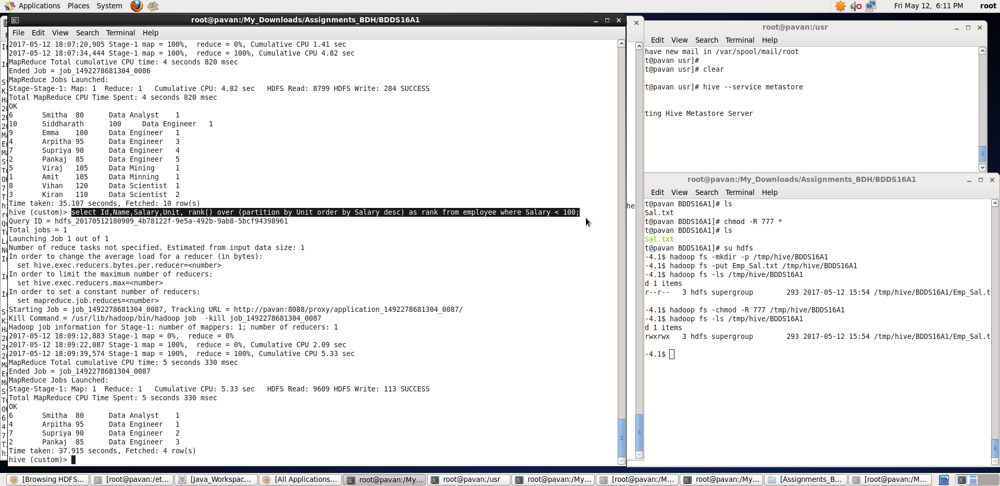 Applications Places System Fri May 12, 6:11 PM root
root@pavan:/My_Downloads/Assignments_BDH/BDDS16A1
File Edit View Search Terminal Help
2017-05-12 18:07:20,905 Stage-1 map = 100%,  reduce = 0%, Cumulative CPU 1.41 sec
2017-05-12 18:07:34,444 Stage-1 map = 100%,  reduce = 100%, Cumulative CPU 4.82 sec
MapReduce Total cumulative CPU time: 4 seconds 820 msec
Ended Job = job_1492278681304_0086
MapReduce Jobs Launched:
Stage-Stage-1: Map: 1  Reduce: 1   Cumulative CPU: 4.82 sec   HDFS Read: 8799 HDFS Write: 284 SUCCESS
Total MapReduce CPU Time Spent: 4 seconds 820 msec
OK
6 Smitha 80 Data Analyst 1
10 Siddharath 100 Data Engineer 1
9 Emma 100 Data Engineer 1
4 Arpitha 95 Data Engineer 3
7 Supriya 90 Data Engineer 4
2 Pankaj 85 Data Engineer 5
5 Viraj 105 Data Mining 1
1 Amit 105 Data Minning 1
8 Vihan 120 Data Scientist 1
3 Kiran 110 Data Scientist 2
Time taken: 35.107 seconds, Fetched: 10 row(s)
hive (custom)> select Id,Name,Salary,Unit, rank() over (partition by Unit order by Salary desc) as rank from employee where Salary < 100;
Query ID = hdfs_20170512180909_4b78122f-9e5a-492b-9ab8-5bcf94398961
Total jobs = 1
Launching Job 1 out of 1
Number of reduce tasks not specified. Estimated from input data size: 1
In order to change the average load for a reducer (in bytes):
  set hive.exec.reducers.bytes.per.reducer=<number>
In order to limit the maximum number of reducers:
  set hive.exec.reducers.max=<number>
In order to set a constant number of reducers:
  set mapreduce.job.reduces=<number>
Starting Job = job_1492278681304_0087, Tracking URL = http://pavan:8088/proxy/application_1492278681304_0087/
Kill Command = /usr/lib/hadoop/bin/hadoop job  -kill job_1492278681304_0087
Hadoop job information for Stage-1: number of mappers: 1; number of reducers: 1
2017-05-12 18:09:12,883 Stage-1 map = 0%,  reduce = 0%
2017-05-12 18:09:22,087 Stage-1 map = 100%,  reduce = 0%, Cumulative CPU 2.09 sec
2017-05-12 18:09:39,574 Stage-1 map = 100%,  reduce = 100%, Cumulative CPU 5.33 sec
MapReduce Total cumulative CPU time: 5 seconds 330 msec
Ended Job = job_1492278681304_0087
MapReduce Jobs Launched:
Stage-Stage-1: Map: 1  Reduce: 1   Cumulative CPU: 5.33 sec   HDFS Read: 9609 HDFS Write: 113 SUCCESS
Total MapReduce CPU Time Spent: 5 seconds 330 msec
OK
6 Smitha 80 Data Analyst 1
4 Arpitha 95 Data Engineer 1
7 Supriya 90 Data Engineer 2
2 Pankaj 85 Data Engineer 3
Time taken: 37.915 seconds, Fetched: 4 row(s)
hive (custom)>
he
root@pavan:/usr
Edit View Search Terminal Help
have new mail in /var/spool/mail/root
t@pavan usr]#
t@pavan usr]# clear
t@pavan usr]# hive --service metastore
ting Hive Metastore Server
root@pavan:/My_Downloads/Assignments_BDH/BDDS16A1
Edit View Search Terminal Help
t@pavan BDDS16A1]# ls
Sal.txt
t@pavan BDDS16A1]# chmod -R 777 *
t@pavan BDDS16A1]# ls
Sal.txt
t@pavan BDDS16A1]# su hdfs
-4.1$ hadoop fs -mkdir -p /tmp/hive/BDDS16A1
-4.1$ hadoop fs -put Emp_Sal.txt /tmp/hive/BDDS16A1
-4.1$ hadoop fs -ls /tmp/hive/BDDS16A1
d 1 items
r--r--   3 hdfs supergroup        293 2017-05-12 15:54 /tmp/hive/BDDS16A1/Emp_Sal.t
-4.1$ hadoop fs -chmod -R 777 /tmp/hive/BDDS16A1
-4.1$ hadoop fs -ls /tmp/hive/BDDS16A1
d 1 items
rwxrwx   3 hdfs supergroup        293 2017-05-12 15:54 /tmp/hive/BDDS16A1/Emp_Sal.t
-4.1$
[Browsing HDFS... [root@pavan:/et... [Java_Workspac... [All Applications... root@pavan:/My... root@pavan:/usr root@pavan:/My... [root@pavan:/M... root@pavan:/My... [Assignments_B... [root@pavan:/M...